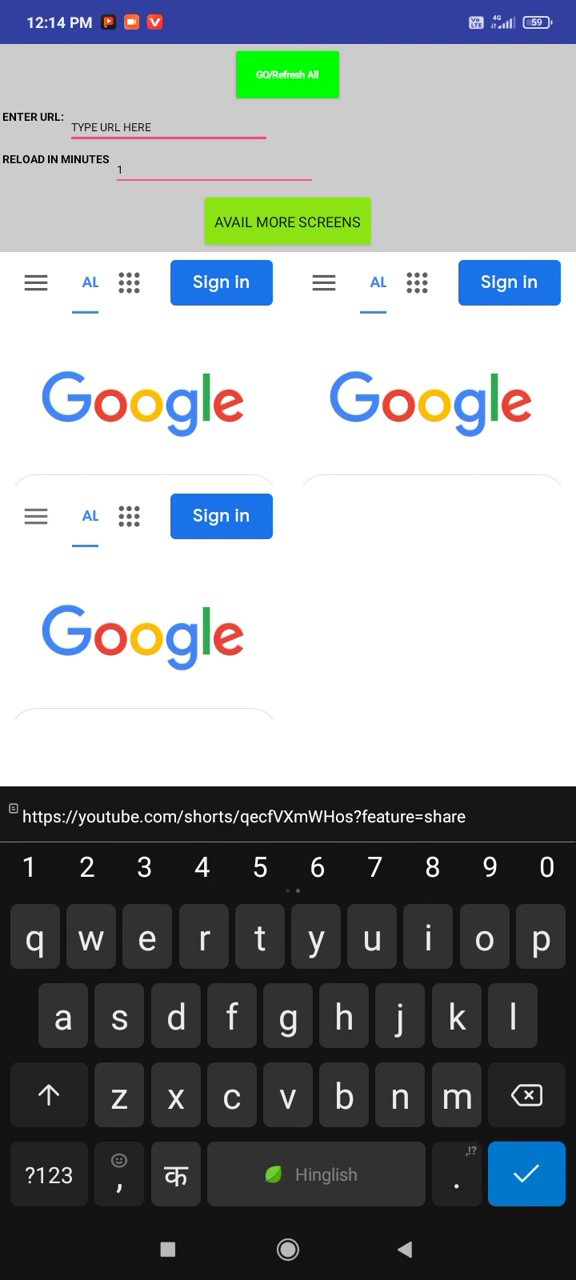 12:14 PM 4G 59
GO/Refresh All
ENTER URL: TYPE URL HERE
RELOAD IN MINUTES 1
AVAIL MORE SCREENS
AL Sign in AL Sign in
Google Google
AL Sign in
Google
https://youtube.com/shorts/qecfVXmWHos?feature=share
1 2 3 4 5 6 7 8 9 0
q w e r t y u i o p
a s d f g h j k l
z x c v b n m
?123 , क Hinglish . ,!?